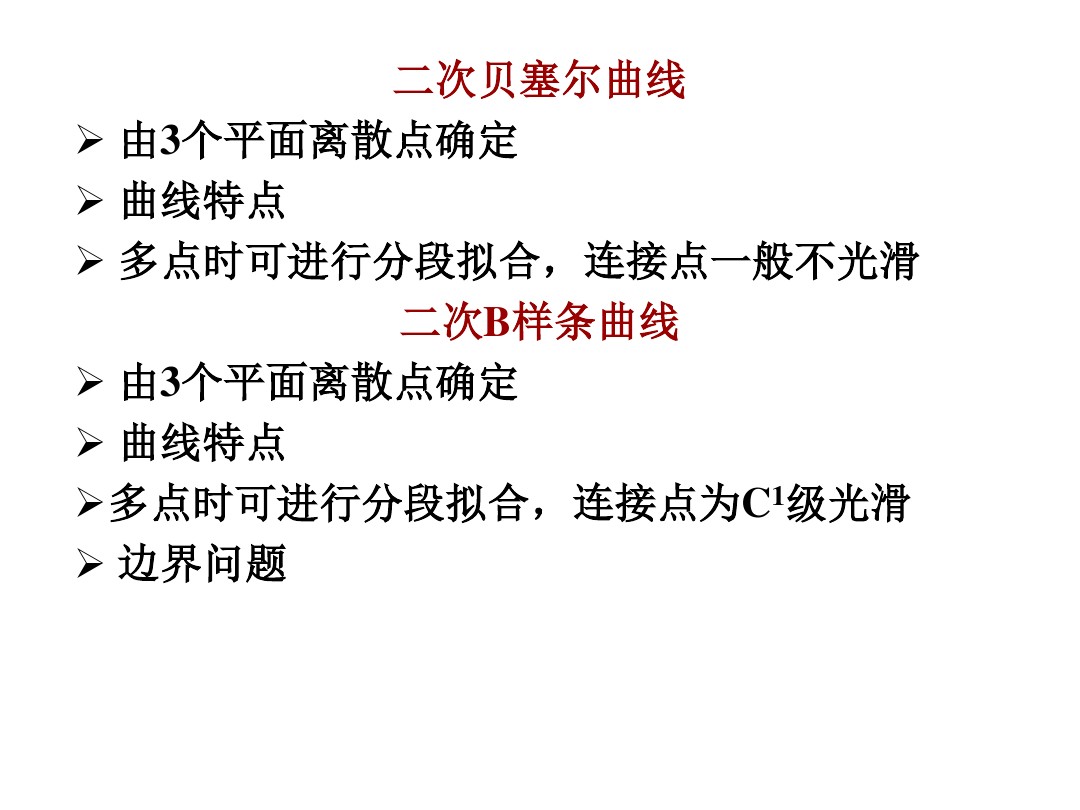 二次贝塞尔曲线
➢ 由3个平面离散点确定
➢ 曲线特点
➢ 多点时可进行分段拟合，连接点一般不光滑
二次B样条曲线
➢ 由3个平面离散点确定
➢ 曲线特点
➢多点时可进行分段拟合，连接点为C¹级光滑
➢ 边界问题